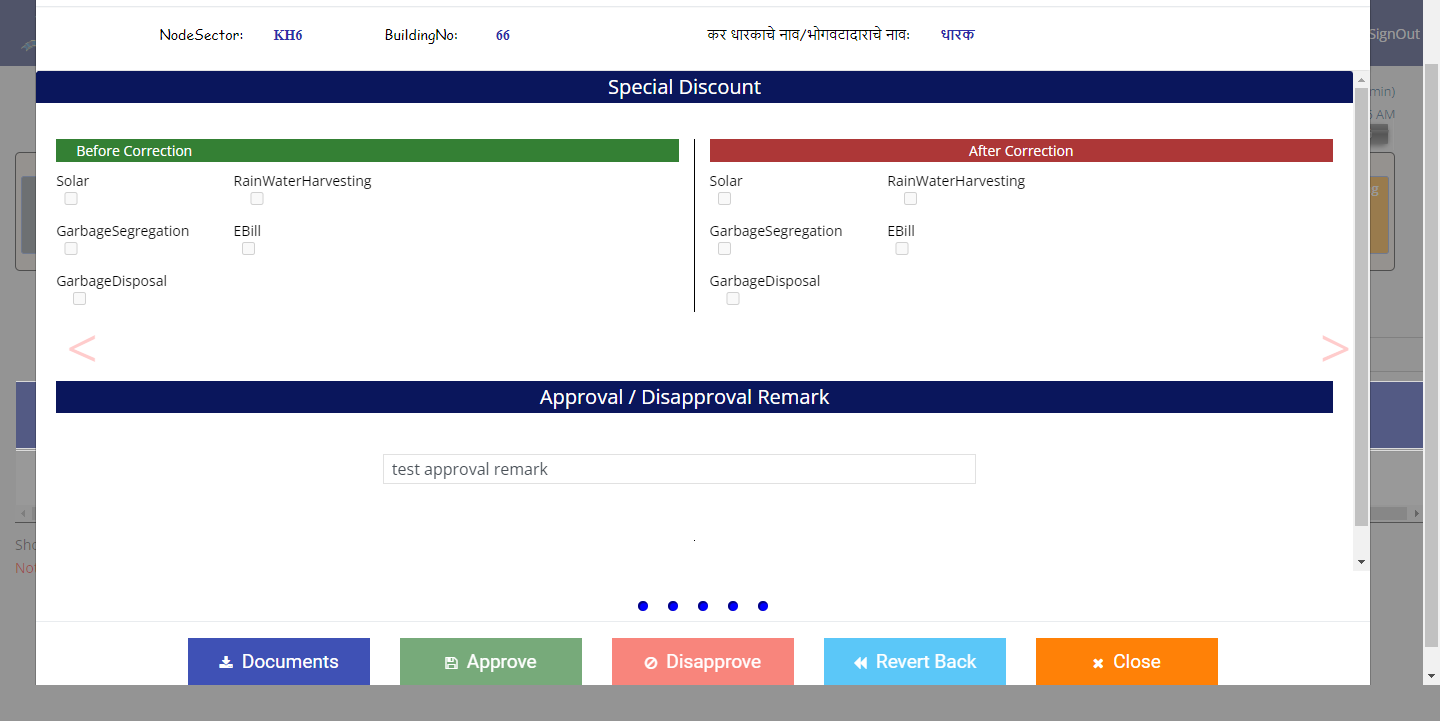 NodeSector: KH6 BuildingNo: 66 कर धारकाचे नाव/भोगवटादाराचे नाव: धारक
SignOut
Special Discount
min)
AM
Before Correction After Correction
Solar RainWaterHarvesting Solar RainWaterHarvesting
g
GarbageSegregation EBill GarbageSegregation EBill
GarbageDisposal GarbageDisposal
< >
Approval / Disapproval Remark
test approval remark
Sho
Not
Documents Approve Disapprove Revert Back Close